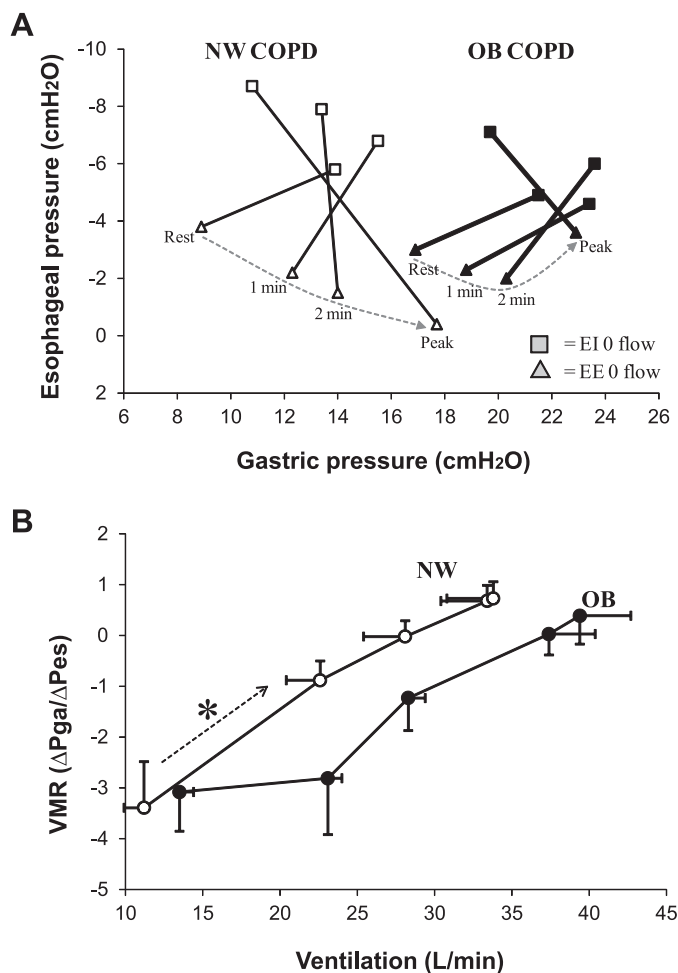 A
NW COPD
OB COPD
Esophageal pressure (cmH2O)
-10
-8
-6
-4
-2
0
2
Rest
1 min
2 min
Peak
Rest
1 min
2 min
Peak
= EI 0 flow
= EE 0 flow
6 8 10 12 14 16 18 20 22 24 26
Gastric pressure (cmH2O)
B
VMR (ΔPga/ΔPes)
2
1
0
-1
-2
-3
-4
-5
NW
OB
*
10 15 20 25 30 35 40 45
Ventilation (L/min)